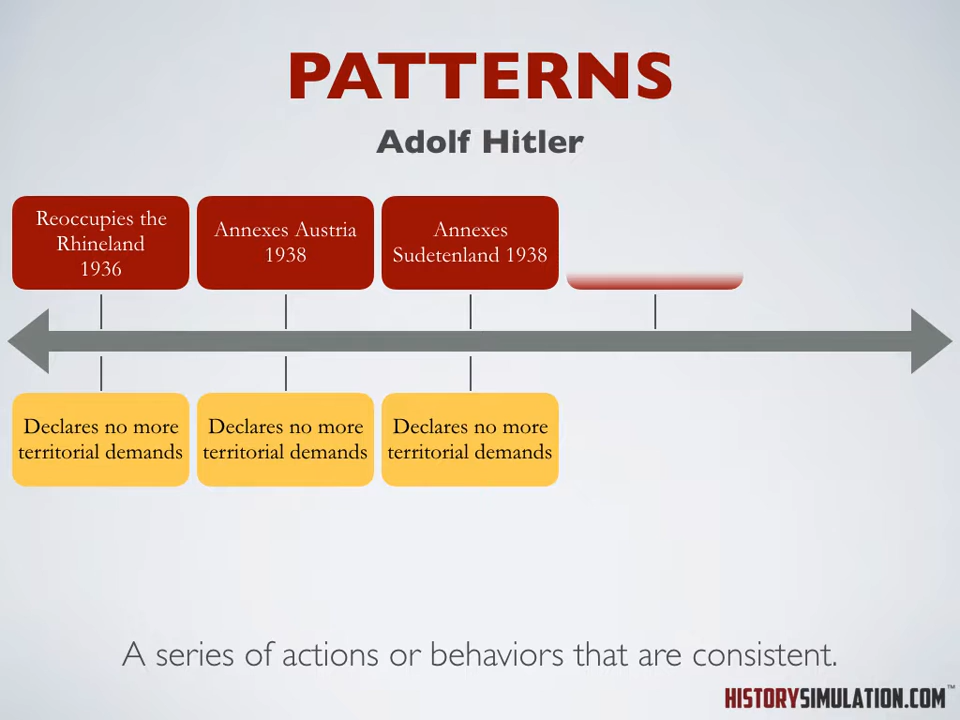 PATTERNS
Adolf Hitler
Reoccupies the
Rhineland
1936
Annexes Austria
1938
Annexes
Sudetenland 1938
Declares no more
territorial demands
Declares no more
territorial demands
Declares no more
territorial demands
A series of actions or behaviors that are consistent.
HISTORYSIMULATION.COM™